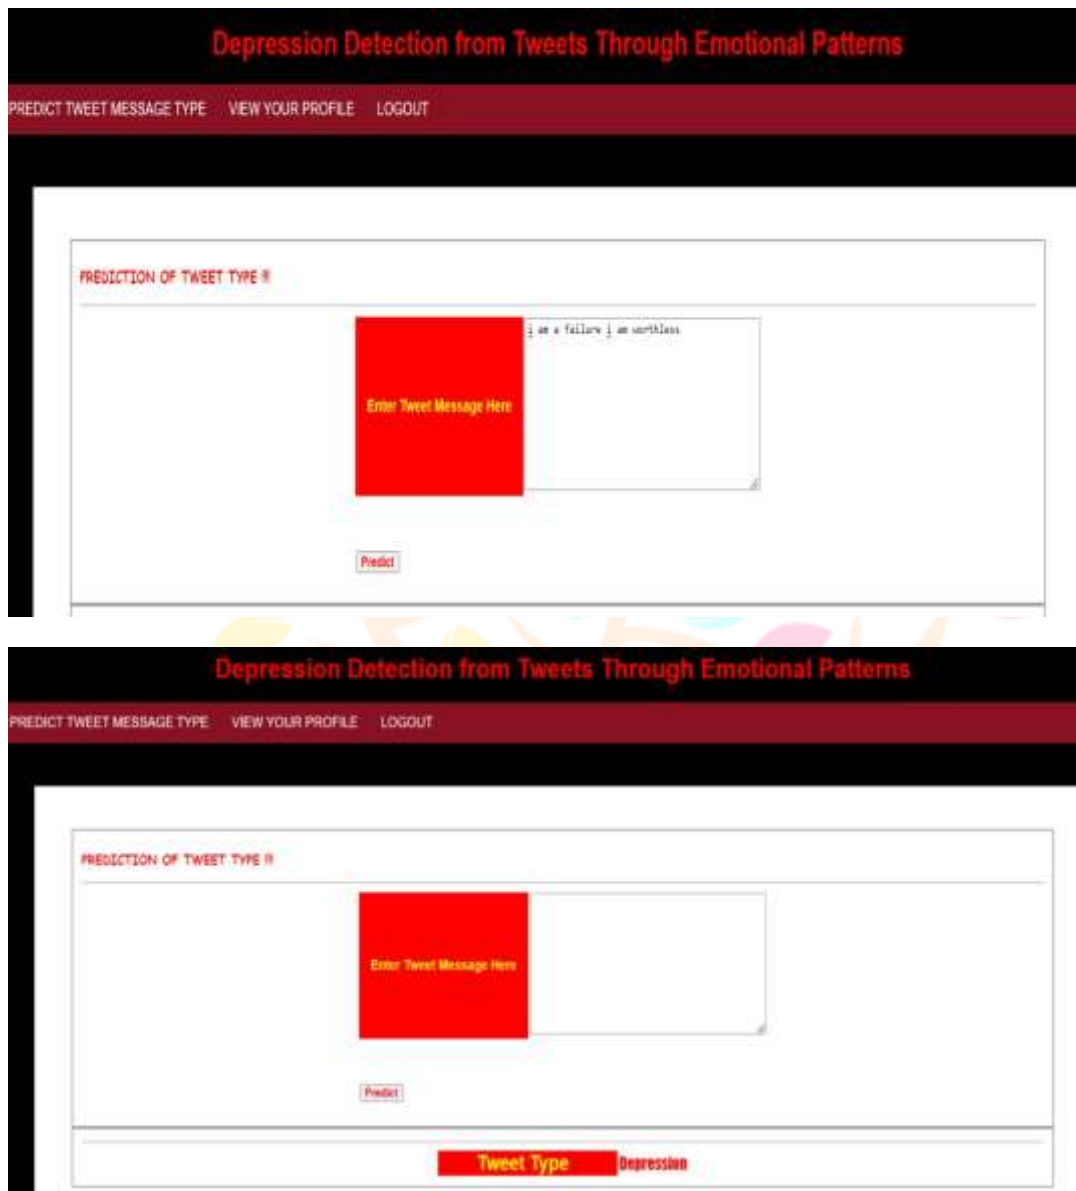 Depression Detection from Tweets Through Emotional Patterns
PREDICT TWEET MESSAGE TYPE VIEW YOUR PROFILE LOGOUT
PREDICTION OF TWEET TYPE !!
i am a failure i am worthless
Enter Tweet Message Here
Predict
Depression Detection from Tweets Through Emotional Patterns
PREDICT TWEET MESSAGE TYPE VIEW YOUR PROFILE LOGOUT
PREDICTION OF TWEET TYPE !!
Enter Tweet Message Here
Predict
Tweet Type Depression